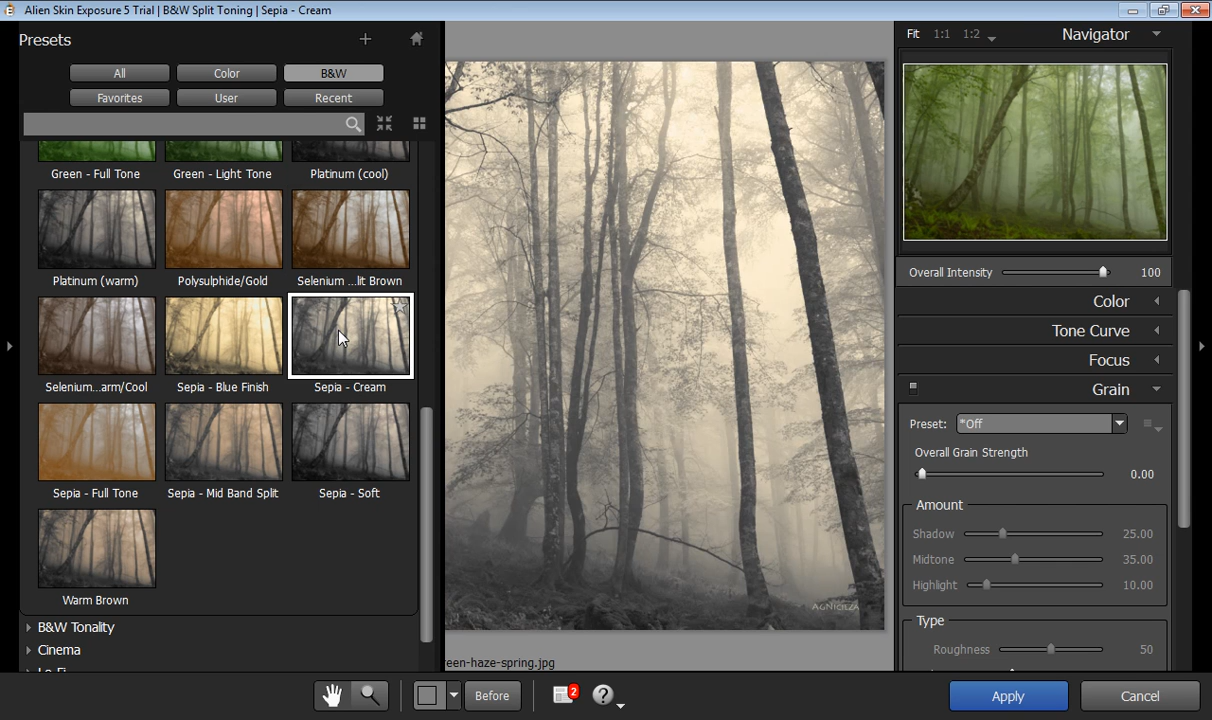 Alien Skin Exposure 5 Trial | B&W Split Toning | Sepia - Cream
Presets
All
Color
B&W
Favorites
User
Recent
Green - Full Tone
Green - Light Tone
Platinum (cool)
Platinum (warm)
Polysulphide/Gold
Selenium ...lit Brown
Selenium...arm/Cool
Sepia - Blue Finish
Sepia - Cream
Sepia - Full Tone
Sepia - Mid Band Split
Sepia - Soft
Warm Brown
B&W Tonality
Cinema
Lo-Fi
AGNICIZA
een-haze-spring.jpg
Fit 1:1 1:2 Navigator
Overall Intensity 100
Color
Tone Curve
Focus
Grain
Preset: *Off
Overall Grain Strength
0.00
Amount
Shadow 25.00
Midtone 35.00
Highlight 10.00
Type
Roughness 50
Before
2
?
Apply
Cancel